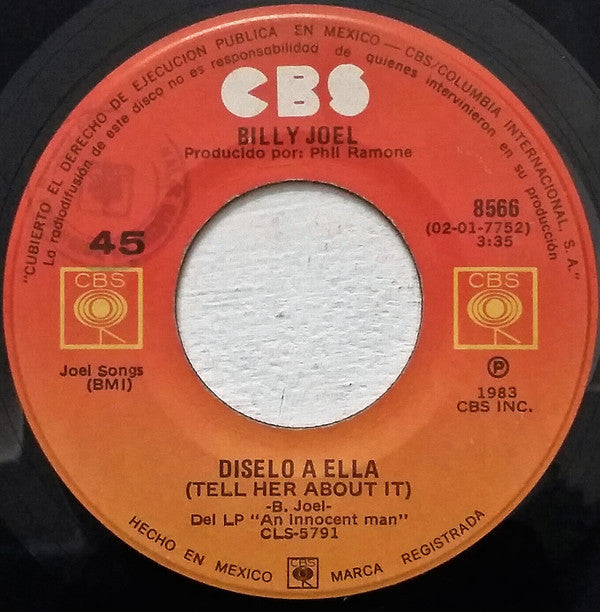 "CUBIERTO EL DERECHO DE EJECUCION PUBLICA EN MEXICO — CBS/COLUMBIA INTERNACIONAL, S. A."
La radiodifusión de este disco no es responsabilidad de quienes intervinieron en su producción
CBS
BILLY JOEL
Producido por: Phil Ramone
45
8566
(02-01-7752)
3:35
CBS
CBS
Joel Songs
(BMI)
P
1983
CBS INC.
DISELO A ELLA
(TELL HER ABOUT IT)
-B. Joel-
Del LP "An innocent man"
CLS-5791
HECHO EN MEXICO CBS MARCA REGISTRADA